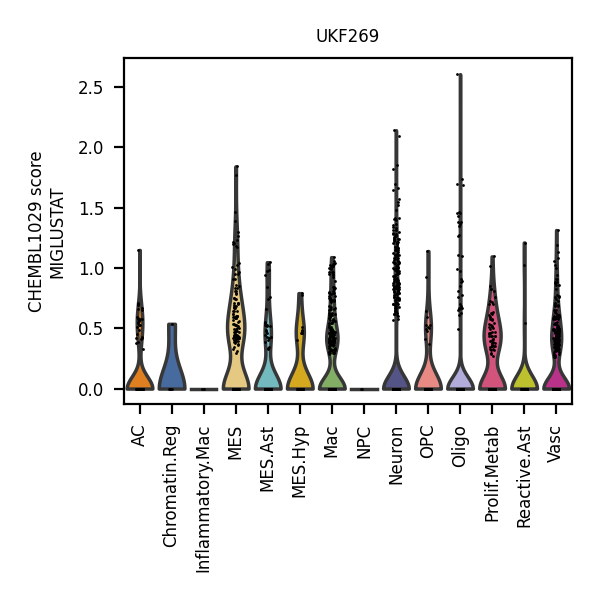 UKF269
CHEMBL1029 score
MIGLUSTAT
2.5
2.0
1.5
1.0
0.5
0.0
AC
Chromatin.Reg
Inflammatory.Mac
MES
MES.Ast
MES.Hyp
Mac
NPC
Neuron
OPC
Oligo
Prolif.Metab
Reactive.Ast
Vasc